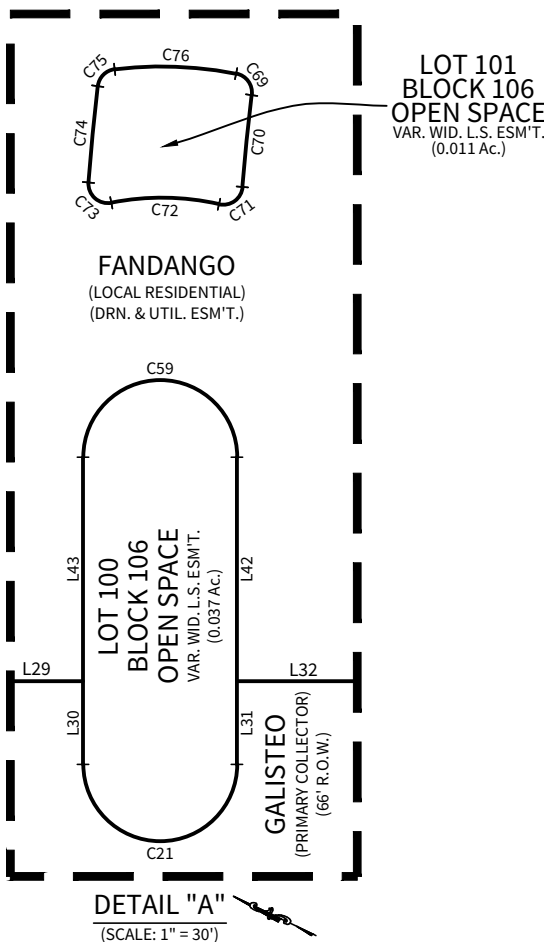 C76
C75
C69
C74
C70
C73
C72
C71
LOT 101
BLOCK 106
OPEN SPACE
VAR. WID. L.S. ESM'T.
(0.011 Ac.)
FANDANGO
(LOCAL RESIDENTIAL)
(DRN. & UTIL. ESM'T.)
C59
L43
LOT 100
BLOCK 106
OPEN SPACE
VAR. WID. L.S. ESM'T.
(0.037 Ac.)
L42
L29
L32
L30
L31
GALISTEO
(PRIMARY COLLECTOR)
(66' R.O.W.)
C21
DETAIL "A"
(SCALE: 1" = 30')